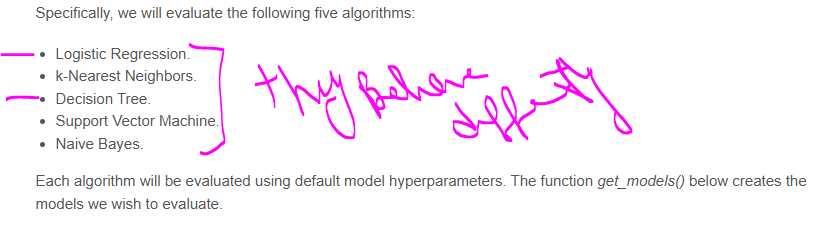 Specifically, we will evaluate the following five algorithms:
• Logistic Regression.
• k-Nearest Neighbors.
• Decision Tree.
• Support Vector Machine.
• Naive Bayes.
they behave
Each algorithm will be evaluated using default model hyperparameters. The function get_models() below creates the
models we wish to evaluate.